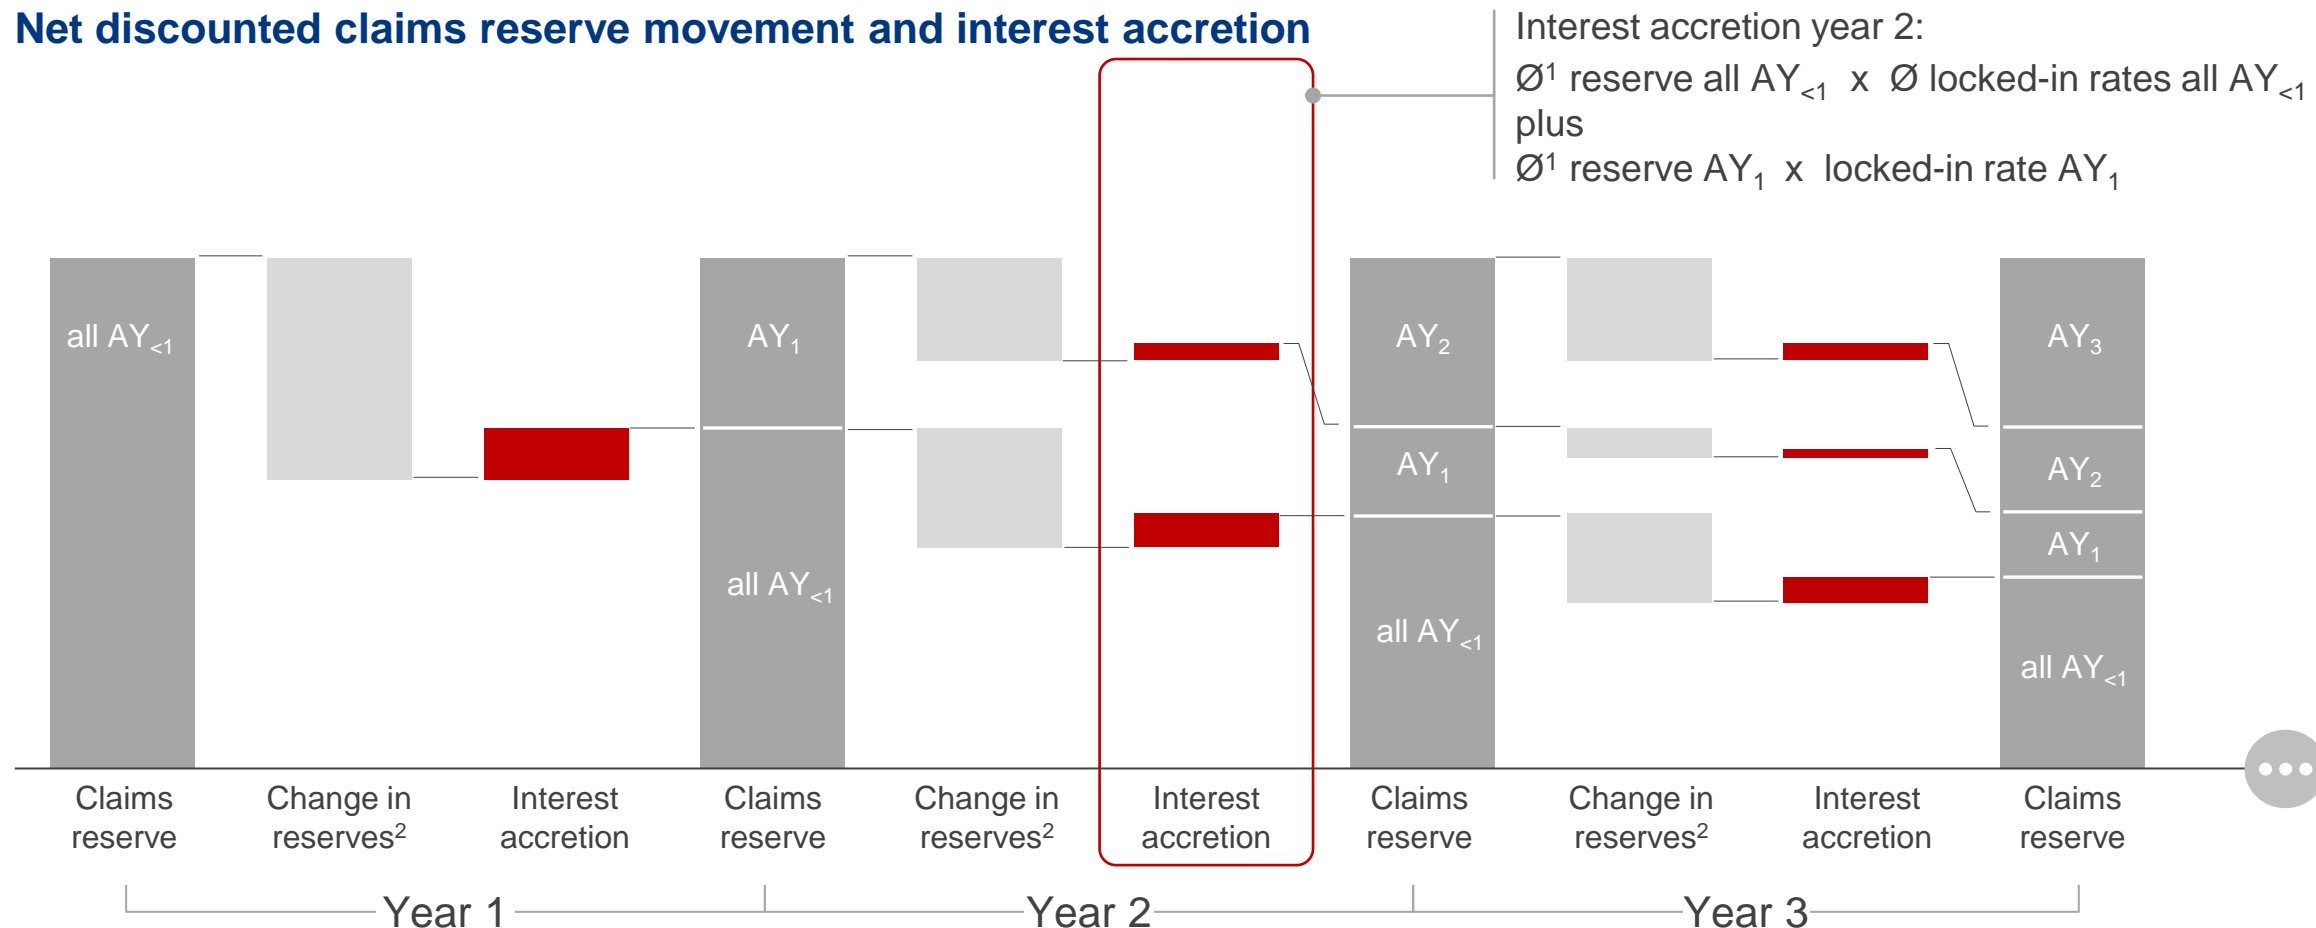 Net discounted claims reserve movement and interest accretion
Interest accretion year 2:
Ø¹ reserve all AY<1 x Ø locked-in rates all AY<1
plus
Ø¹ reserve AY1 x locked-in rate AY1
all AY<1
AY1
all AY<1
AY2
AY1
all AY<1
AY3
AY2
AY1
all AY<1
Claims
reserve
Change in
reserves²
Interest
accretion
Claims
reserve
Change in
reserves²
Interest
accretion
Claims
reserve
Change in
reserves²
Interest
accretion
Claims
reserve
Year 1
Year 2
Year 3